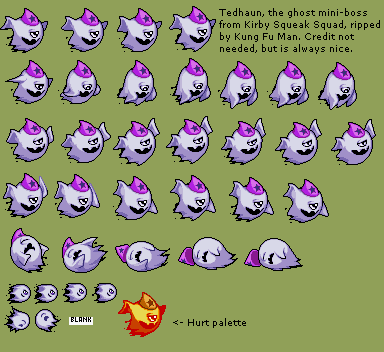 Tedhaun, the ghost mini-boss
from Kirby Squeak Squad, ripped
by Kung Fu Man. Credit not
needed, but is always nice.
BLANK
<- Hurt palette